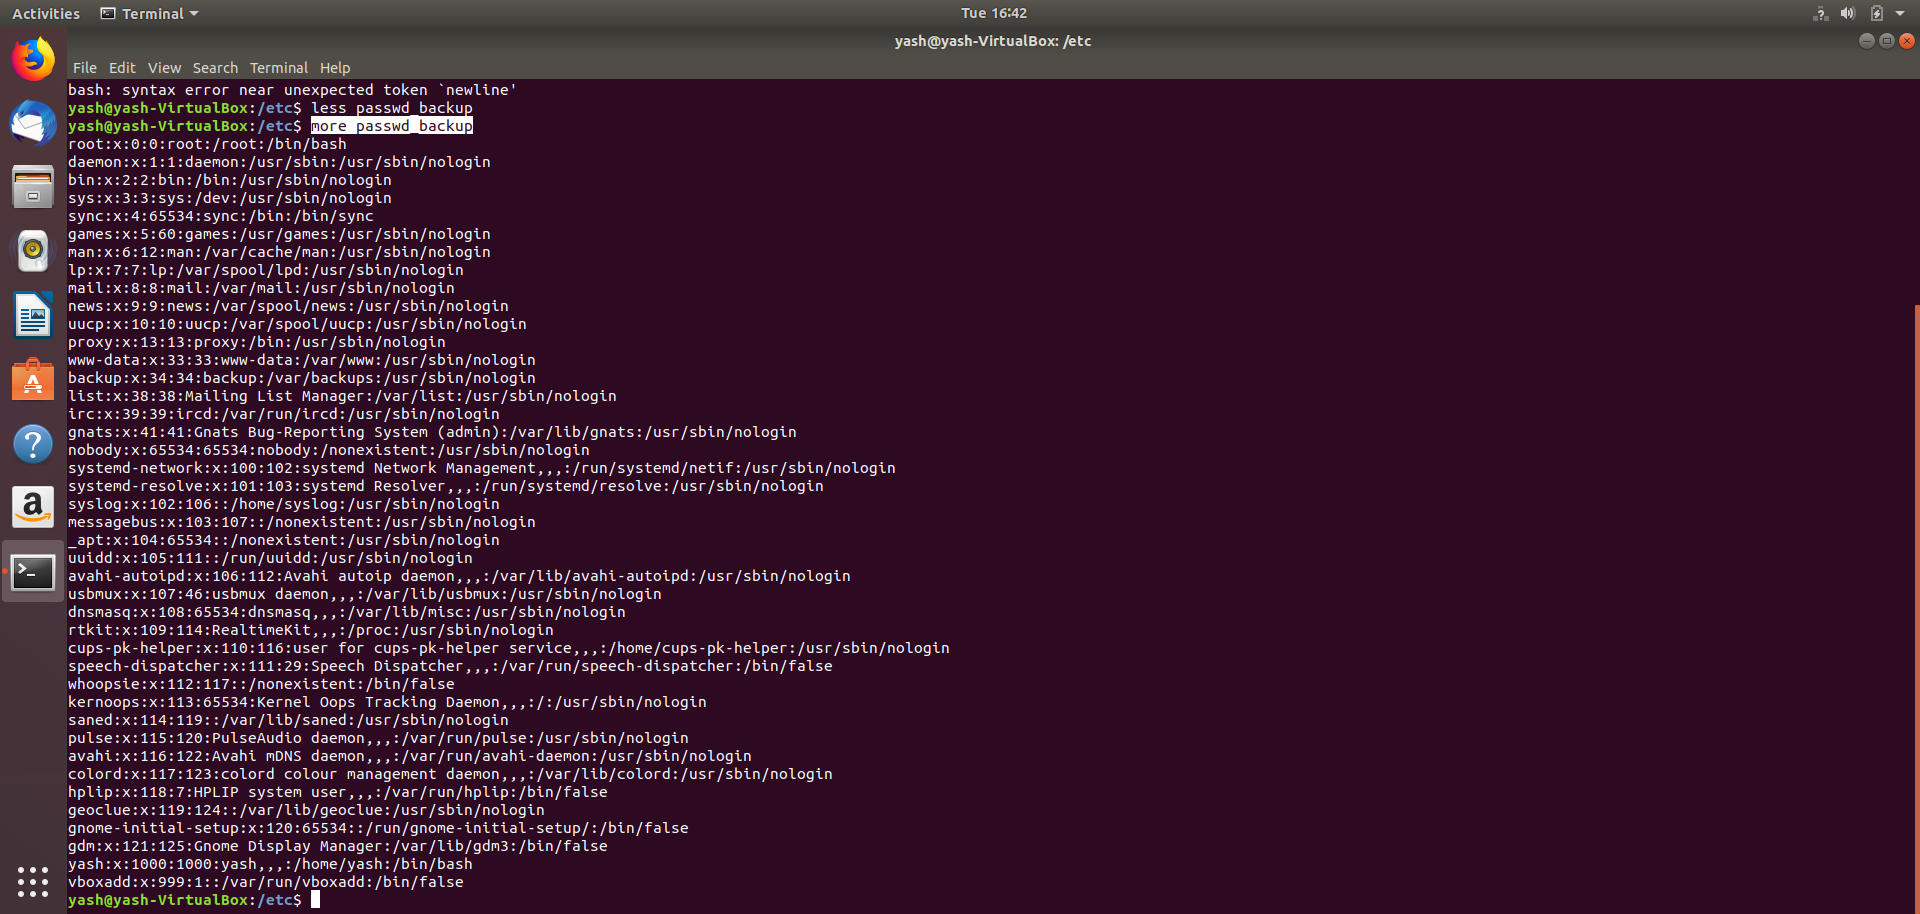 Activities Terminal Tue 16:42
yash@yash-VirtualBox: /etc
File Edit View Search Terminal Help
bash: syntax error near unexpected token `newline'
yash@yash-VirtualBox:/etc$ less passwd_backup
yash@yash-VirtualBox:/etc$ more passwd_backup
root:x:0:0:root:/root:/bin/bash
daemon:x:1:1:daemon:/usr/sbin:/usr/sbin/nologin
bin:x:2:2:bin:/bin:/usr/sbin/nologin
sys:x:3:3:sys:/dev:/usr/sbin/nologin
sync:x:4:65534:sync:/bin:/bin/sync
games:x:5:60:games:/usr/games:/usr/sbin/nologin
man:x:6:12:man:/var/cache/man:/usr/sbin/nologin
lp:x:7:7:lp:/var/spool/lpd:/usr/sbin/nologin
mail:x:8:8:mail:/var/mail:/usr/sbin/nologin
news:x:9:9:news:/var/spool/news:/usr/sbin/nologin
uucp:x:10:10:uucp:/var/spool/uucp:/usr/sbin/nologin
proxy:x:13:13:proxy:/bin:/usr/sbin/nologin
www-data:x:33:33:www-data:/var/www:/usr/sbin/nologin
backup:x:34:34:backup:/var/backups:/usr/sbin/nologin
list:x:38:38:Mailing List Manager:/var/list:/usr/sbin/nologin
irc:x:39:39:ircd:/var/run/ircd:/usr/sbin/nologin
gnats:x:41:41:Gnats Bug-Reporting System (admin):/var/lib/gnats:/usr/sbin/nologin
nobody:x:65534:65534:nobody:/nonexistent:/usr/sbin/nologin
systemd-network:x:100:102:systemd Network Management,,,:/run/systemd/netif:/usr/sbin/nologin
systemd-resolve:x:101:103:systemd Resolver,,,:/run/systemd/resolve:/usr/sbin/nologin
syslog:x:102:106::/home/syslog:/usr/sbin/nologin
messagebus:x:103:107::/nonexistent:/usr/sbin/nologin
_apt:x:104:65534::/nonexistent:/usr/sbin/nologin
uuidd:x:105:111::/run/uuidd:/usr/sbin/nologin
avahi-autoipd:x:106:112:Avahi autoip daemon,,,:/var/lib/avahi-autoipd:/usr/sbin/nologin
usbmux:x:107:46:usbmux daemon,,,:/var/lib/usbmux:/usr/sbin/nologin
dnsmasq:x:108:65534:dnsmasq,,,:/var/lib/misc:/usr/sbin/nologin
rtkit:x:109:114:RealtimeKit,,,:/proc:/usr/sbin/nologin
cups-pk-helper:x:110:116:user for cups-pk-helper service,,,:/home/cups-pk-helper:/usr/sbin/nologin
speech-dispatcher:x:111:29:Speech Dispatcher,,,:/var/run/speech-dispatcher:/bin/false
whoopsie:x:112:117::/nonexistent:/bin/false
kernoops:x:113:65534:Kernel Oops Tracking Daemon,,,:/:/usr/sbin/nologin
saned:x:114:119::/var/lib/saned:/usr/sbin/nologin
pulse:x:115:120:PulseAudio daemon,,,:/var/run/pulse:/usr/sbin/nologin
avahi:x:116:122:Avahi mDNS daemon,,,:/var/run/avahi-daemon:/usr/sbin/nologin
colord:x:117:123:colord colour management daemon,,,:/var/lib/colord:/usr/sbin/nologin
hplip:x:118:7:HPLIP system user,,,:/var/run/hplip:/bin/false
geoclue:x:119:124::/var/lib/geoclue:/usr/sbin/nologin
gnome-initial-setup:x:120:65534::/run/gnome-initial-setup/:/bin/false
gdm:x:121:125:Gnome Display Manager:/var/lib/gdm3:/bin/false
yash:x:1000:1000:yash,,,:/home/yash:/bin/bash
vboxadd:x:999:1::/var/run/vboxadd:/bin/false
yash@yash-VirtualBox:/etc$